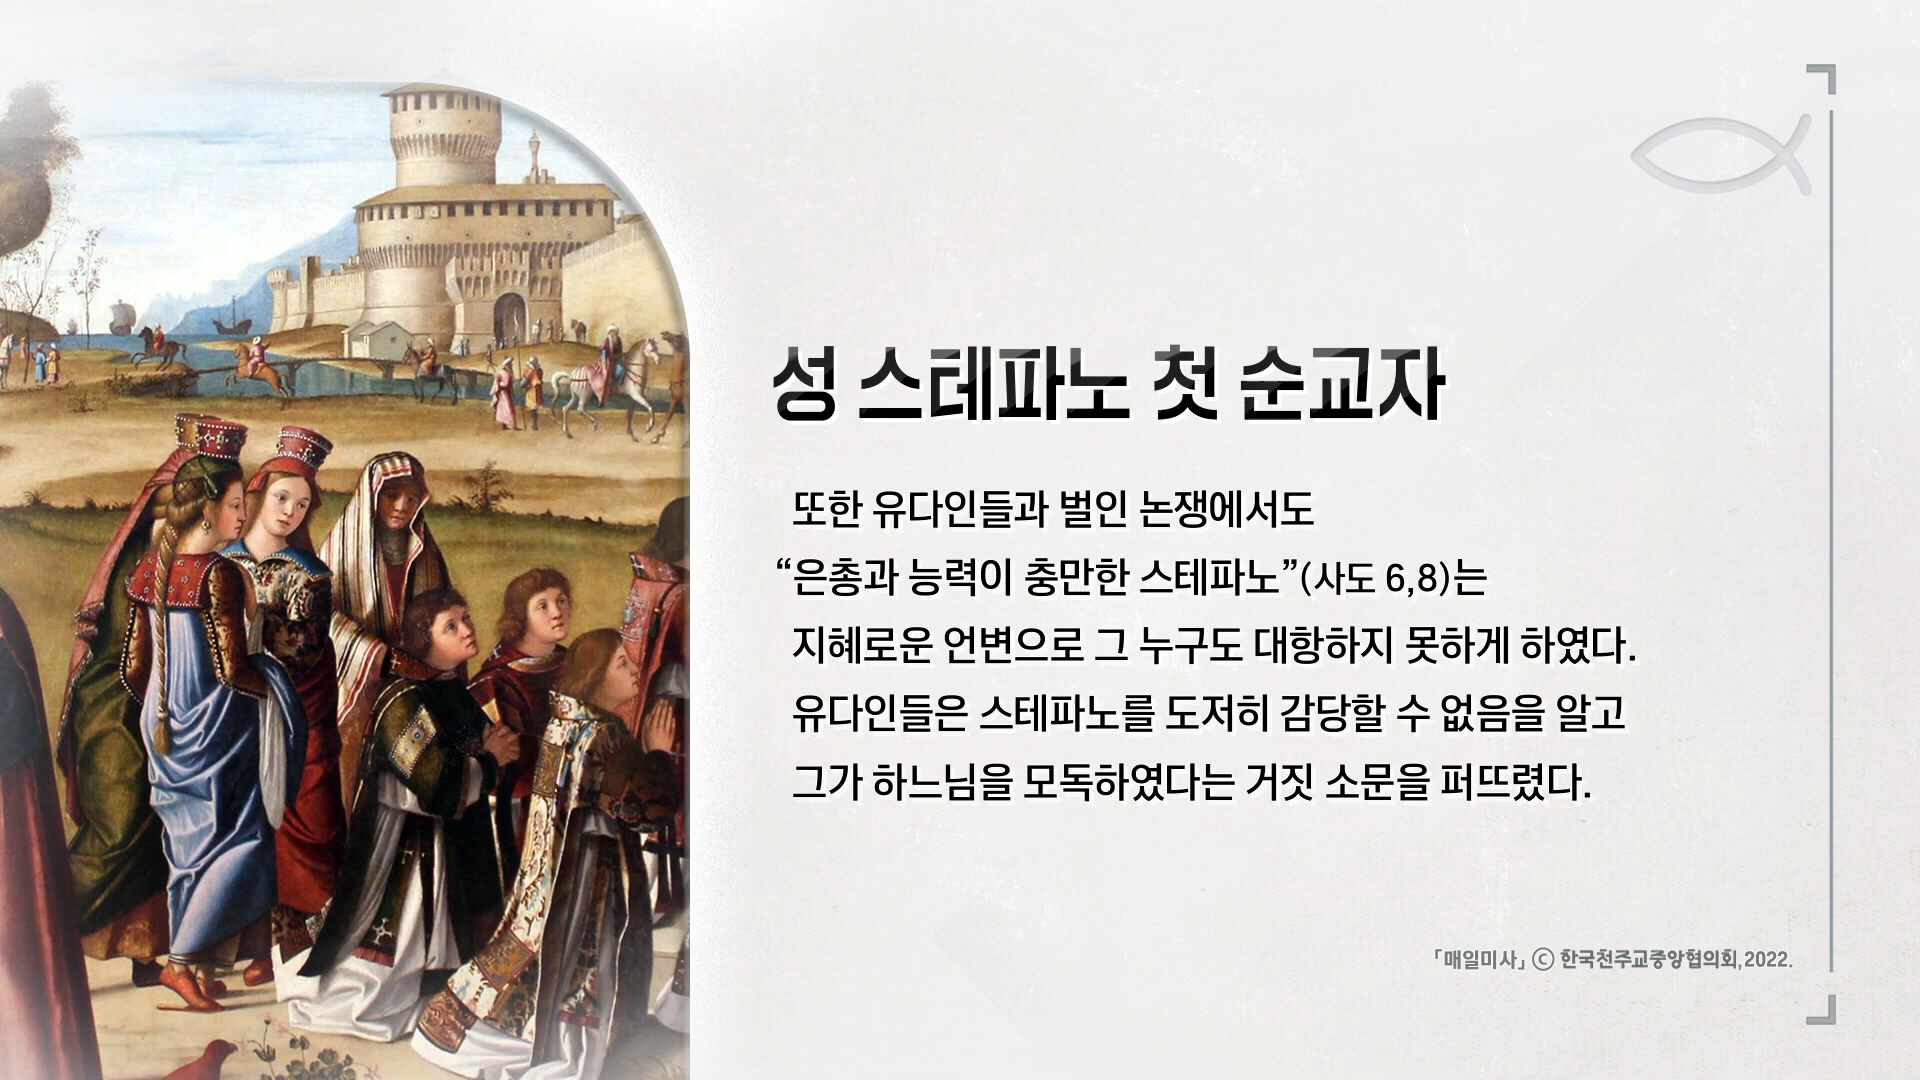 성 스테파노 첫 순교자
또한 유다인들과 벌인 논쟁에서도
“은총과 능력이 충만한 스테파노”(사도 6,8)는
지혜로운 언변으로 그 누구도 대항하지 못하게 하였다.
유다인들은 스테파노를 도저히 감당할 수 없음을 알고
그가 하느님을 모독하였다는 거짓 소문을 퍼뜨렸다.
「매일미사」 ⓒ 한국천주교중앙협의회,2022.